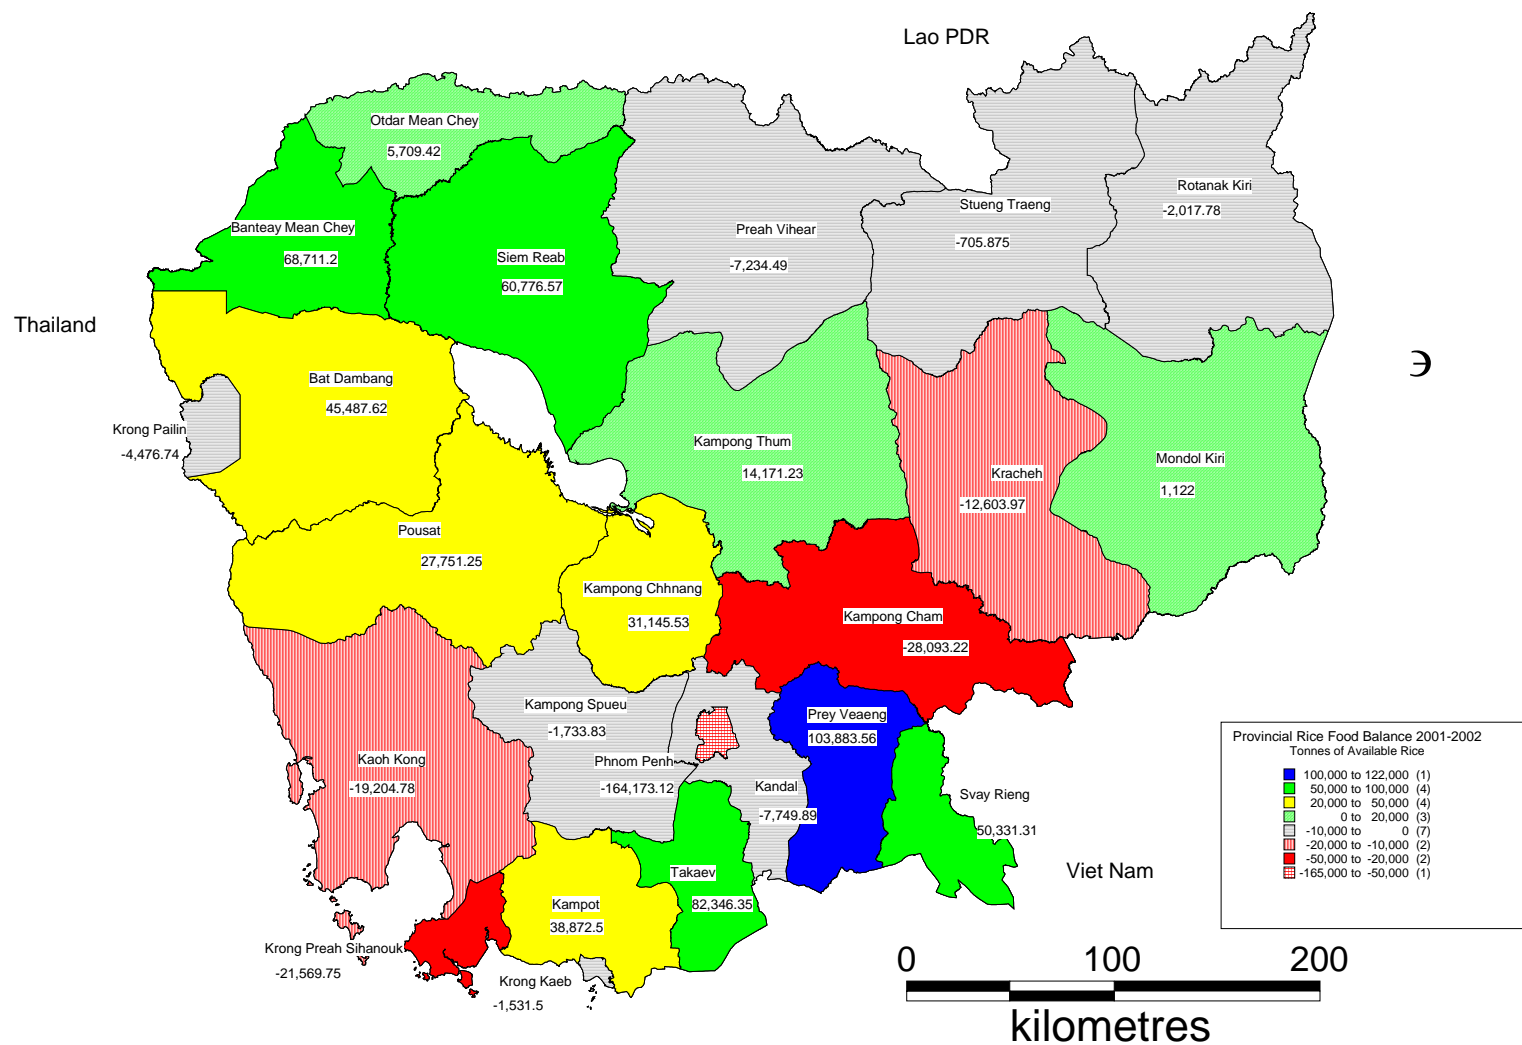 Lao PDR
Otdar Mean Chey
5,709.42
Rotanak Kiri
-2,017.78
Stueng Traeng
-705.875
Banteay Mean Chey
68,711.2
Preah Vihear
-7,234.49
Siem Reab
60,776.57
Thailand
Bat Dambang
45,487.62
Krong Pailin
-4,476.74
Kampong Thum
14,171.23
Kracheh
-12,603.97
Mondol Kiri
1,122
Pousat
27,751.25
Kampong Chhnang
31,145.53
Kampong Cham
-28,093.22
Kampong Spueu
-1,733.83
Prey Veaeng
103,883.56
Kaoh Kong
-19,204.78
Phnom Penh
-164,173.12
Kandal
-7,749.89
Svay Rieng
50,331.31
Viet Nam
Takaev
82,346.35
Kampot
38,872.5
Krong Preah Sihanouk
-21,569.75
Krong Kaeb
-1,531.5
Provincial Rice Food Balance 2001-2002
Tonnes of Available Rice
100,000 to 122,000 (1)
50,000 to 100,000 (4)
20,000 to 50,000 (4)
0 to 20,000 (3)
-10,000 to 0 (7)
-20,000 to -10,000 (2)
-50,000 to -20,000 (2)
-165,000 to -50,000 (1)
0 100 200
kilometres